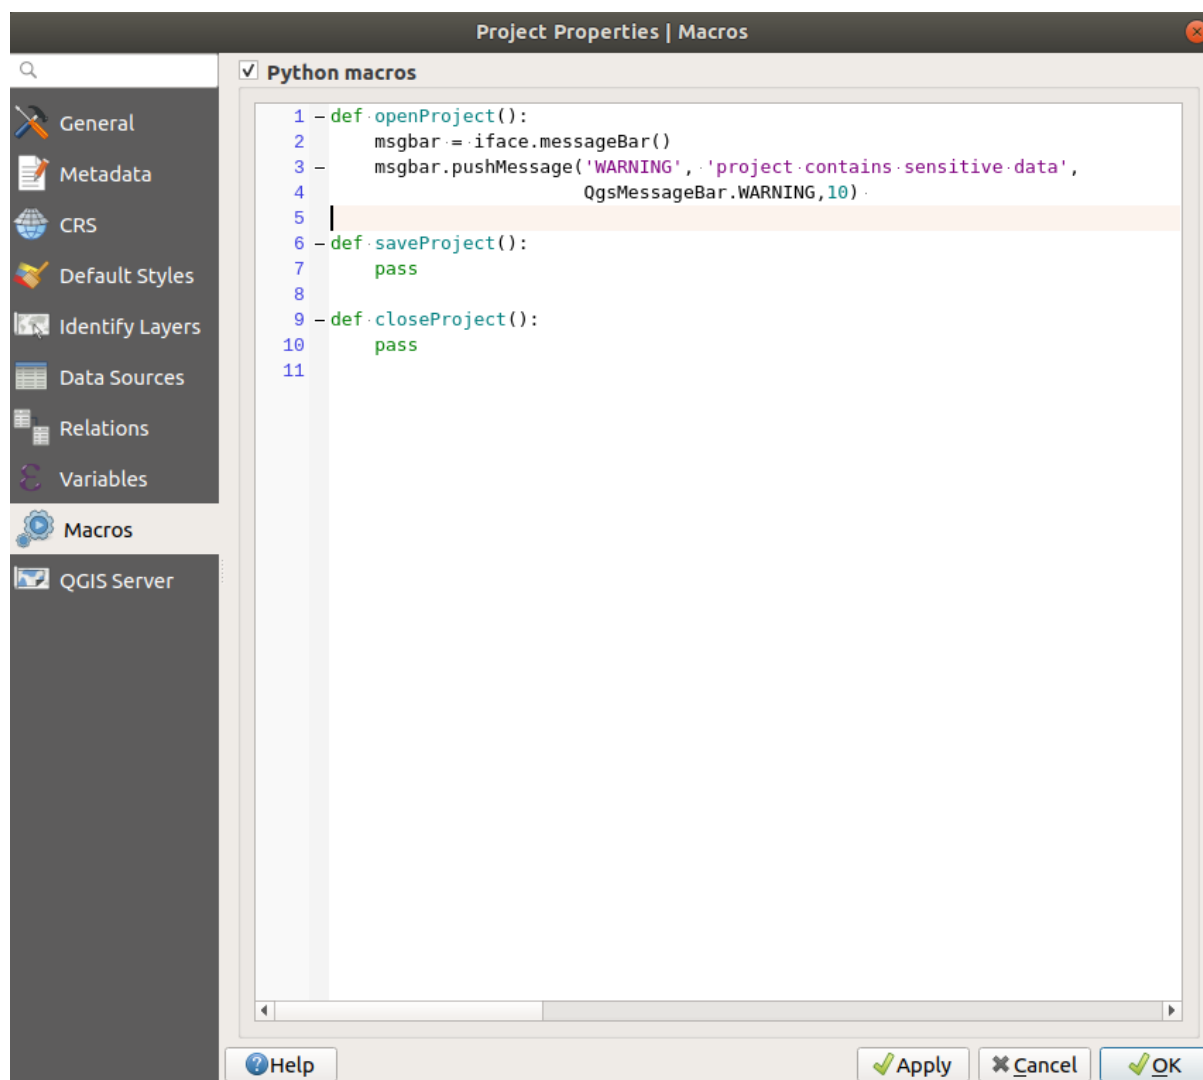 Project Properties | Macros
General
Metadata
CRS
Default Styles
Identify Layers
Data Sources
Relations
Variables
Macros
QGIS Server
Python macros
1 def openProject():
2     msgbar = iface.messageBar()
3     msgbar.pushMessage('WARNING', 'project contains sensitive data',
4                        QgsMessageBar.WARNING,10)
5
6 def saveProject():
7     pass
8
9 def closeProject():
10     pass
11
Help
Apply
Cancel
OK